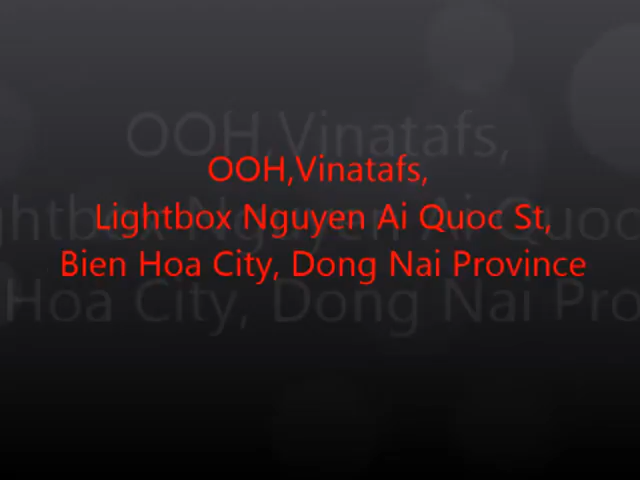 OOH,Vinatafs,
Lightbox Nguyen Ai Quoc St,
Bien Hoa City, Dong Nai Province